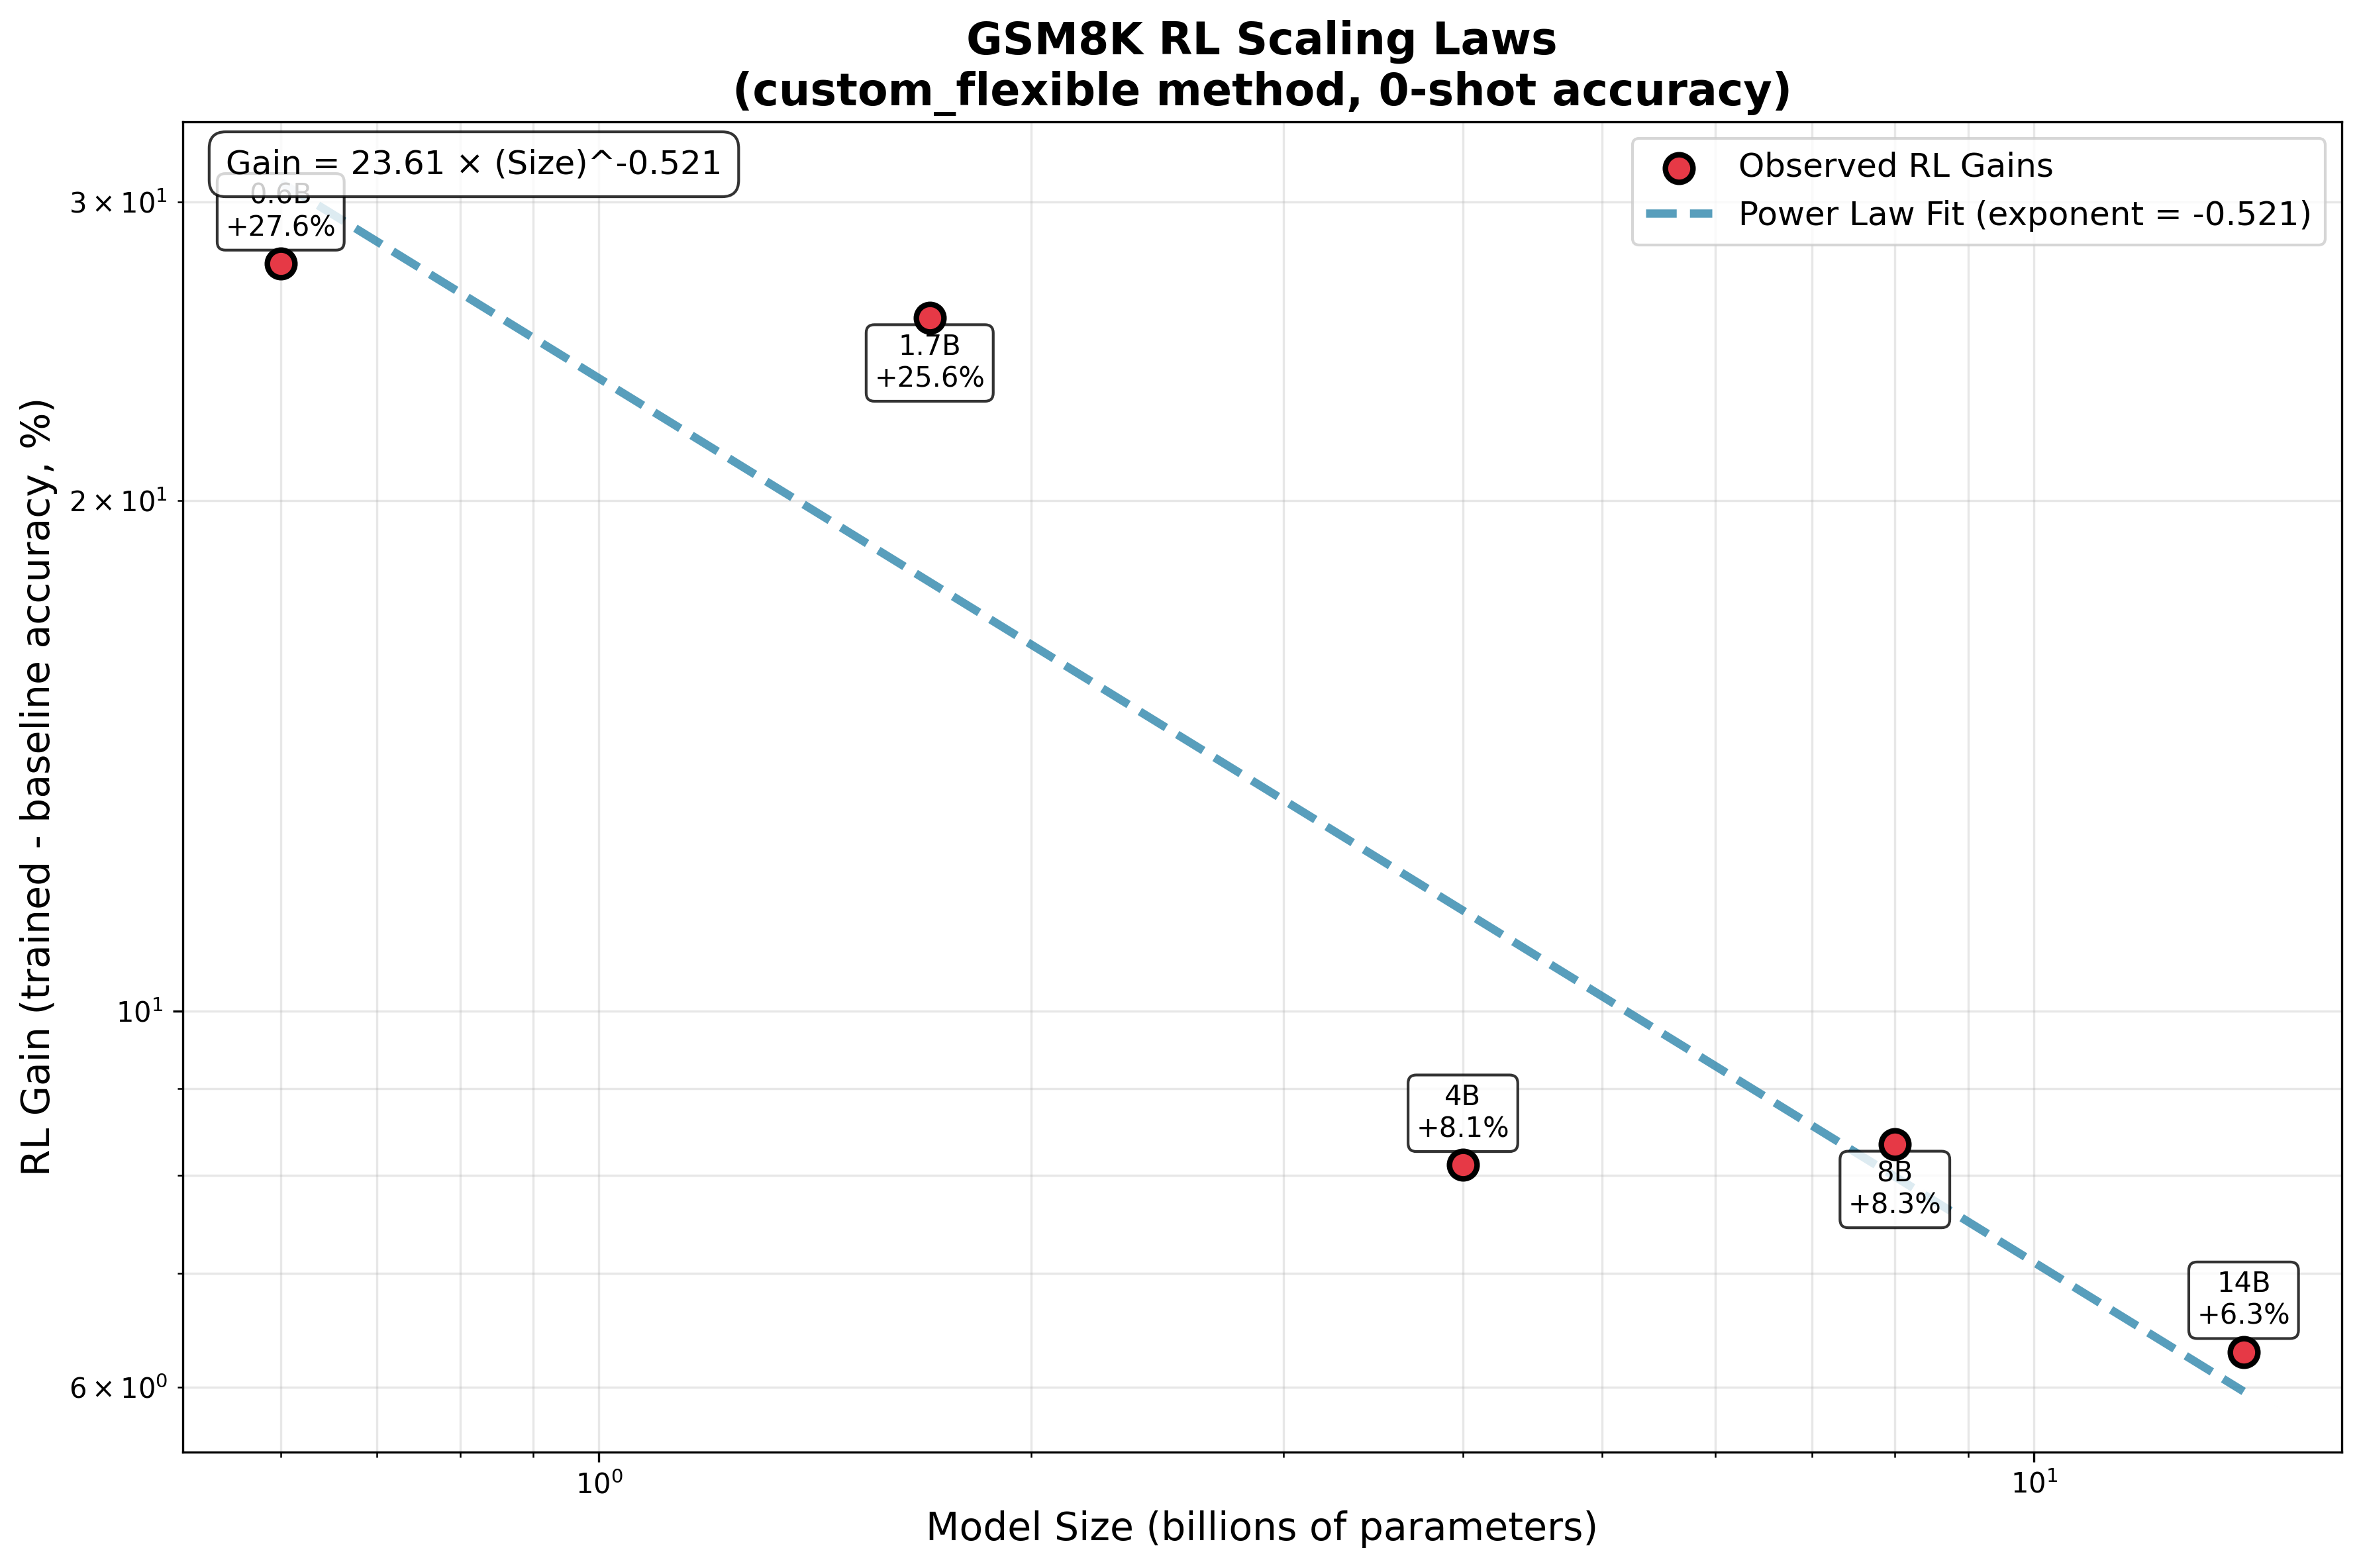 GSM8K RL Scaling Laws
(custom_flexible method, 0-shot accuracy)
Gain = 23.61 × (Size)^-0.521
Observed RL Gains
Power Law Fit (exponent = -0.521)
0.6B
+27.6%
1.7B
+25.6%
4B
+8.1%
8B
+8.3%
14B
+6.3%
RL Gain (trained - baseline accuracy, %)
3 × 10¹
2 × 10¹
10¹
6 × 10⁰
10⁰
10¹
Model Size (billions of parameters)